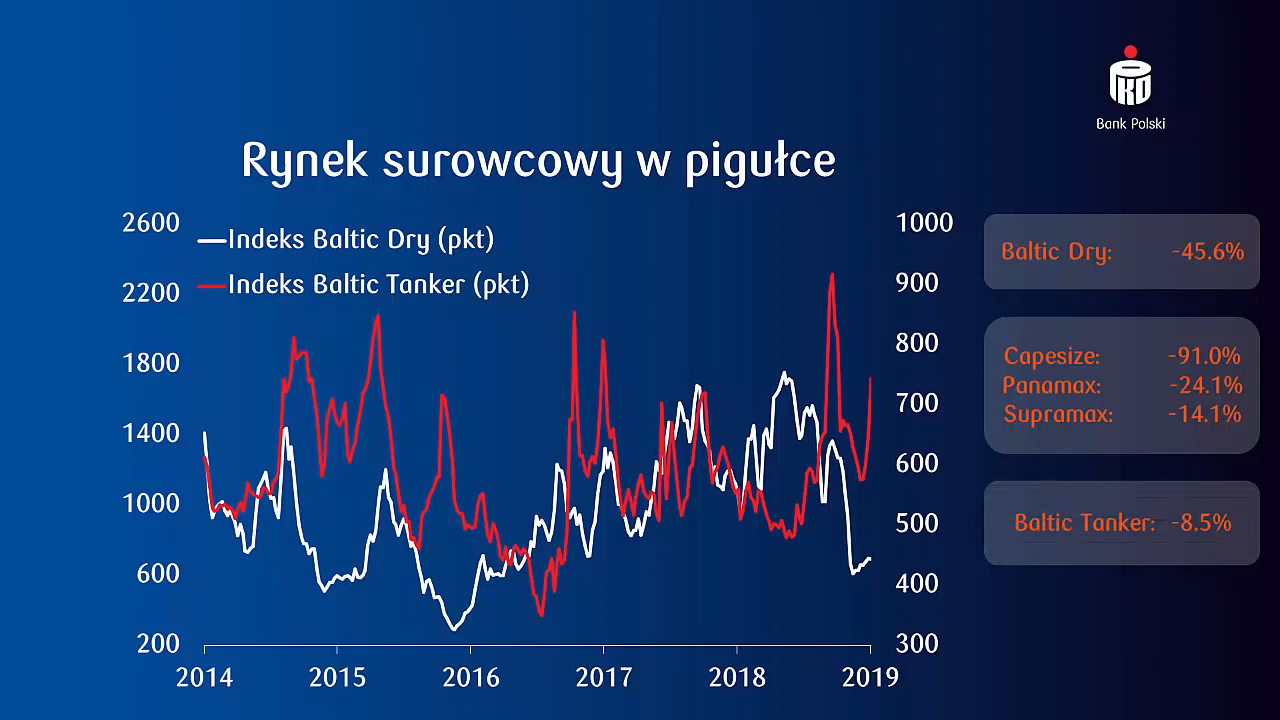 PKO
Bank Polski
Rynek surowcowy w pigułce
2600
2200
1800
1400
1000
600
200
Indeks Baltic Dry (pkt)
Indeks Baltic Tanker (pkt)
1000
900
800
700
600
500
400
300
2014 2015 2016 2017 2018 2019
Baltic Dry: -45.6%
Capesize: -91.0%
Panamax: -24.1%
Supramax: -14.1%
Baltic Tanker: -8.5%